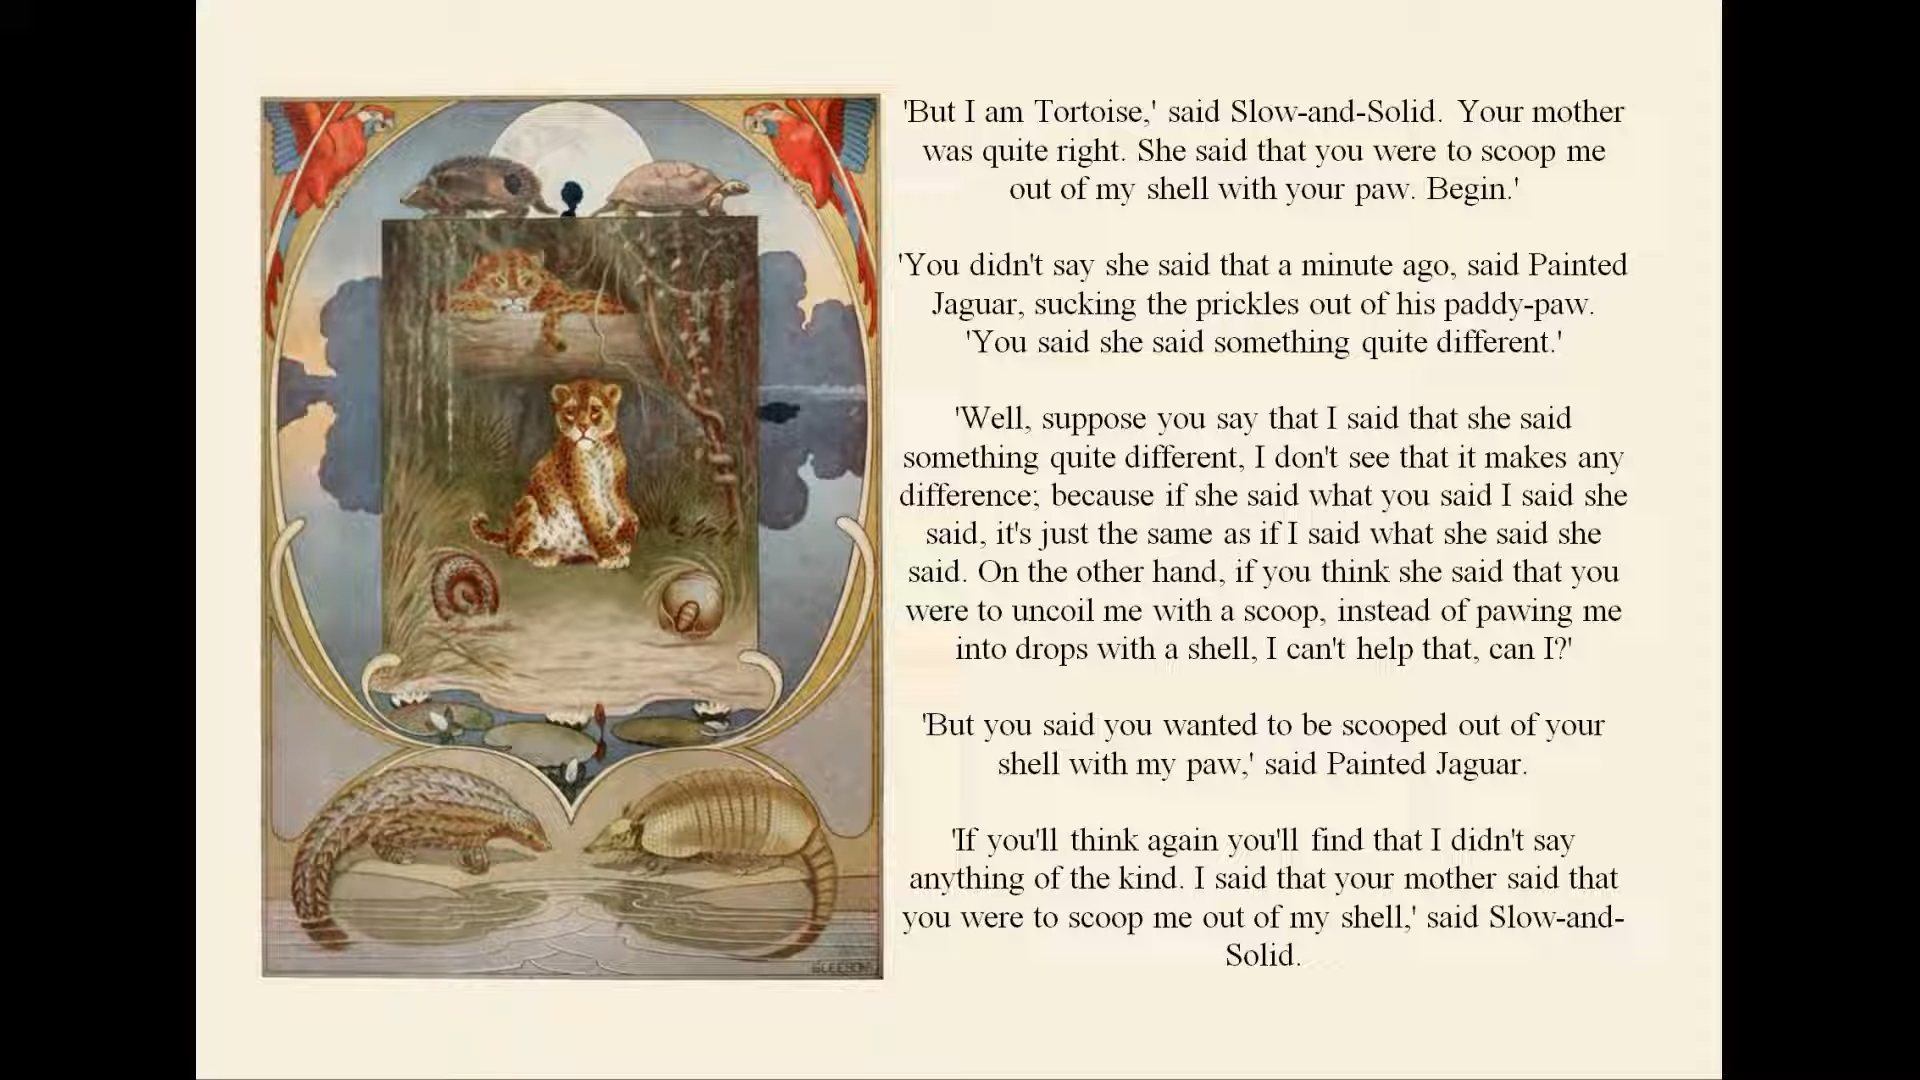 'But I am Tortoise,' said Slow-and-Solid. Your mother
was quite right. She said that you were to scoop me
out of my shell with your paw. Begin.'
'You didn't say she said that a minute ago, said Painted
Jaguar, sucking the prickles out of his paddy-paw.
'You said she said something quite different.'
'Well, suppose you say that I said that she said
something quite different, I don't see that it makes any
difference; because if she said what you said I said she
said, it's just the same as if I said what she said she
said. On the other hand, if you think she said that you
were to uncoil me with a scoop, instead of pawing me
into drops with a shell, I can't help that, can I?'
'But you said you wanted to be scooped out of your
shell with my paw,' said Painted Jaguar.
'If you'll think again you'll find that I didn't say
anything of the kind. I said that your mother said that
you were to scoop me out of my shell,' said Slow-and-
Solid.